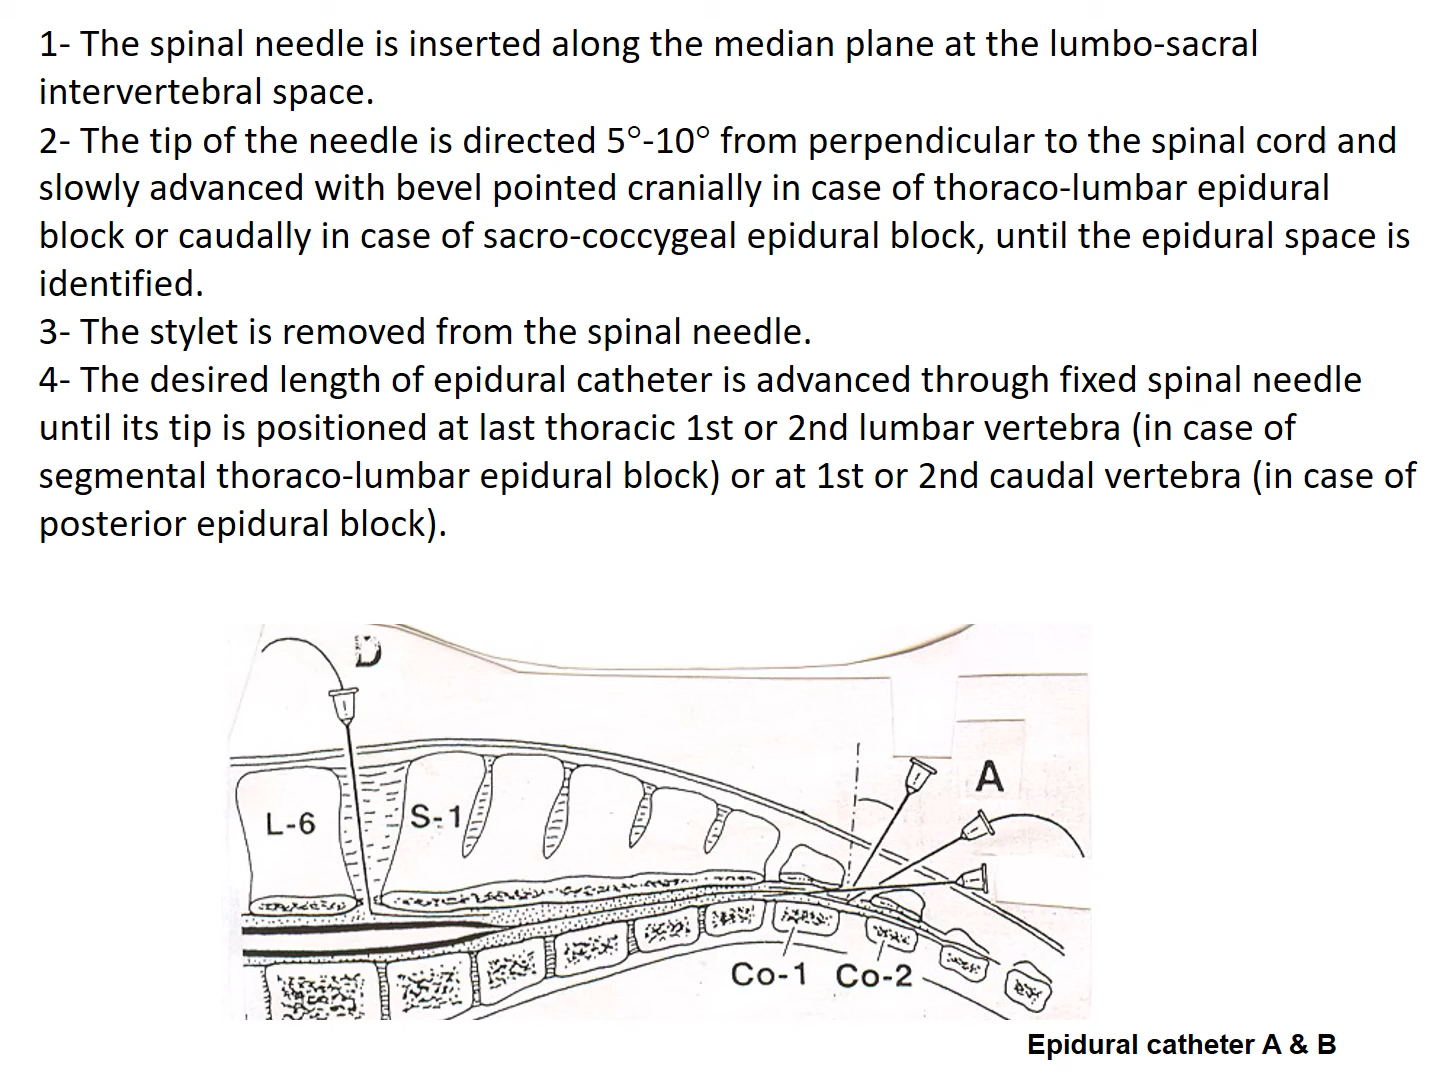 1- The spinal needle is inserted along the median plane at the lumbo-sacral
intervertebral space.
2- The tip of the needle is directed 5°-10° from perpendicular to the spinal cord and
slowly advanced with bevel pointed cranially in case of thoraco-lumbar epidural
block or caudally in case of sacro-coccygeal epidural block, until the epidural space is
identified.
3- The stylet is removed from the spinal needle.
4- The desired length of epidural catheter is advanced through fixed spinal needle
until its tip is positioned at last thoracic 1st or 2nd lumbar vertebra (in case of
segmental thoraco-lumbar epidural block) or at 1st or 2nd caudal vertebra (in case of
posterior epidural block).
A
L-6
S-1
Co-1 Co-2
Epidural catheter A & B